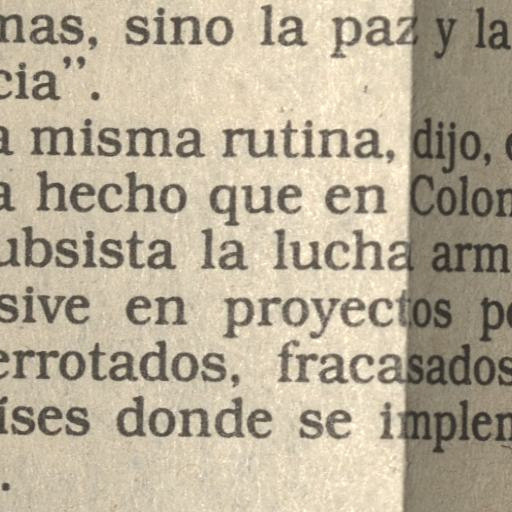 mas, sino la paz y la
cia”.
a misma rutina, dijo,
a hecho que en Colom
ubsista la lucha arm
sive en proyectos po
errotados, fracasados
íses donde se implem
.